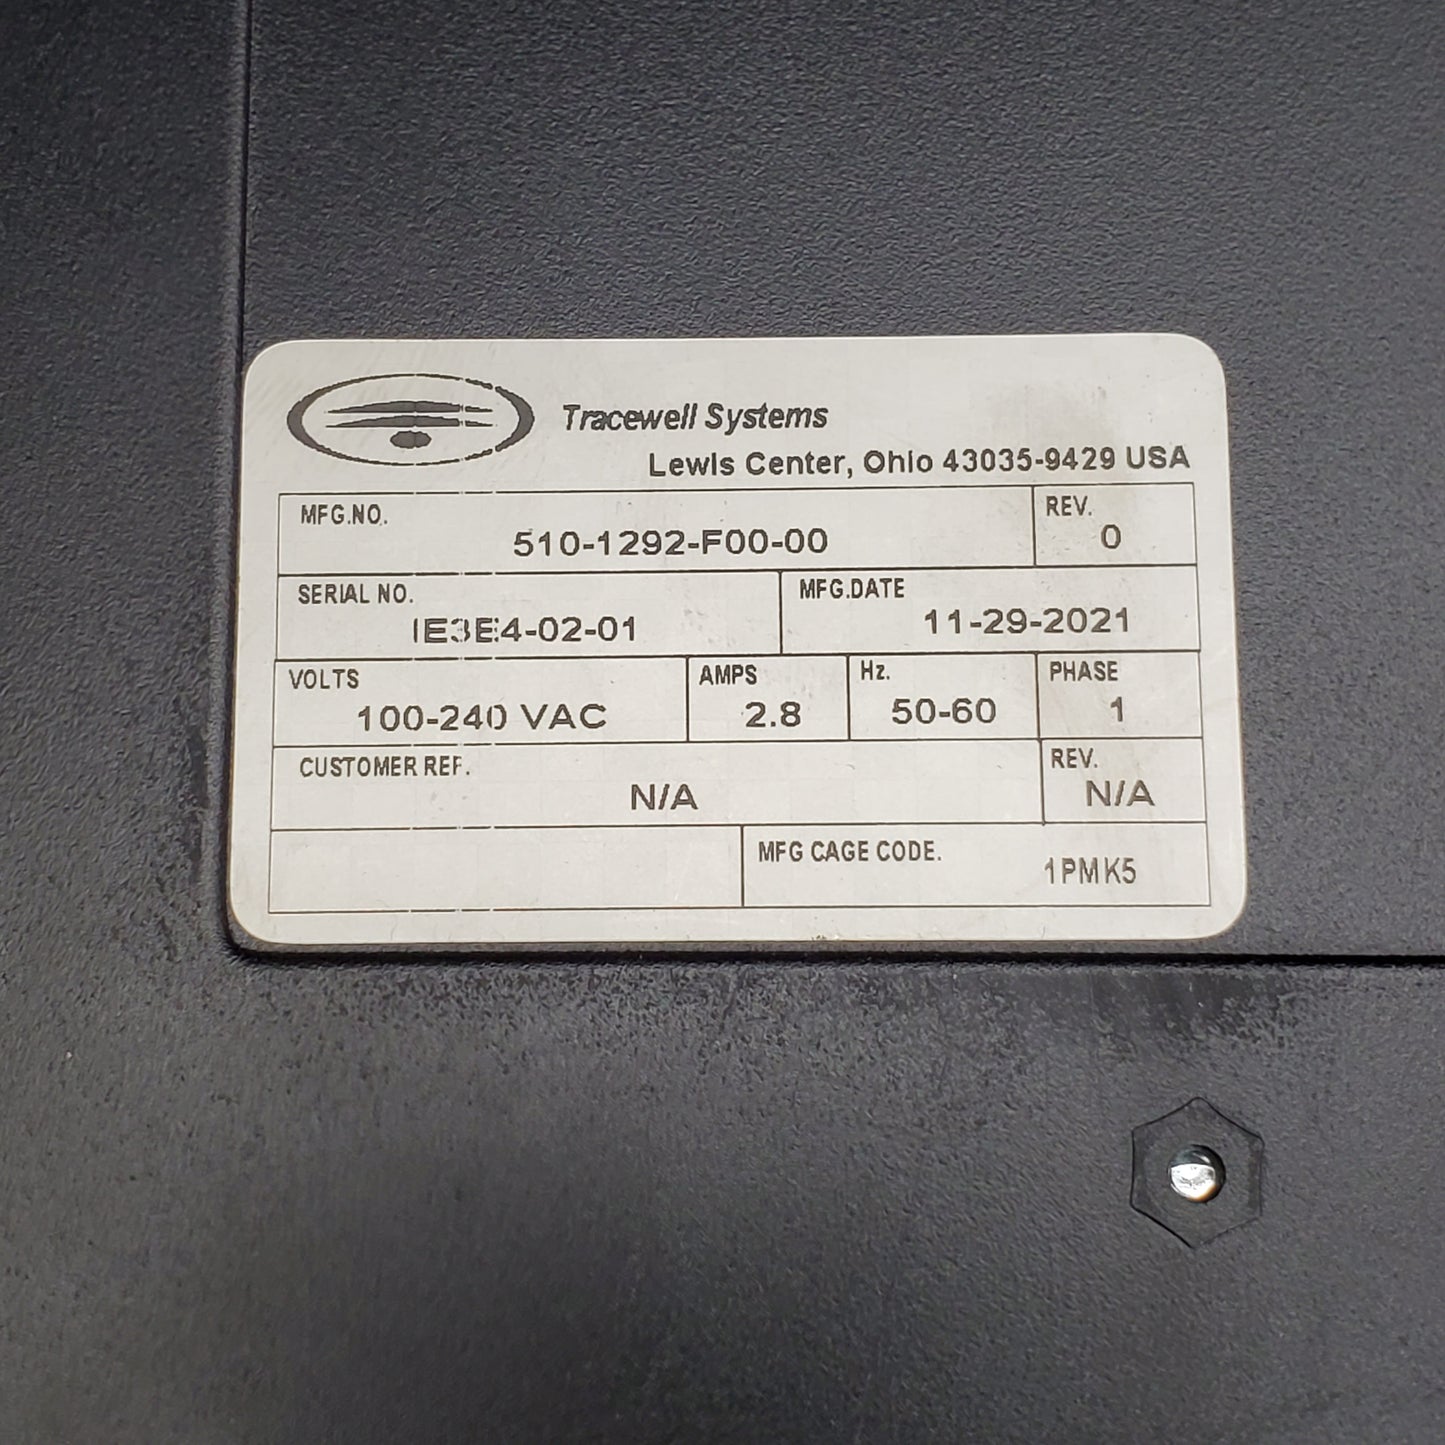 Tracewell Systems
Lewis Center, Ohio 43035-9429 USA
MFG.NO. REV.
510-1292-F00-00 0
SERIAL NO. MFG.DATE
IE3E4-02-01 11-29-2021
VOLTS AMPS Hz. PHASE
100-240 VAC 2.8 50-60 1
CUSTOMER REF. REV.
N/A N/A
MFG CAGE CODE. 1PMK5